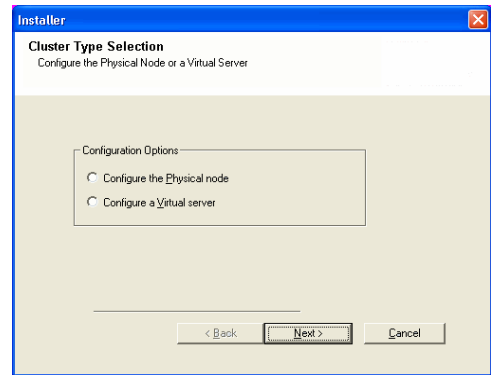 Installer
Cluster Type Selection
Configure the Physical Node or a Virtual Server
Configuration Options
Configure the Physical node
Configure a Virtual server
< Back
Next >
Cancel